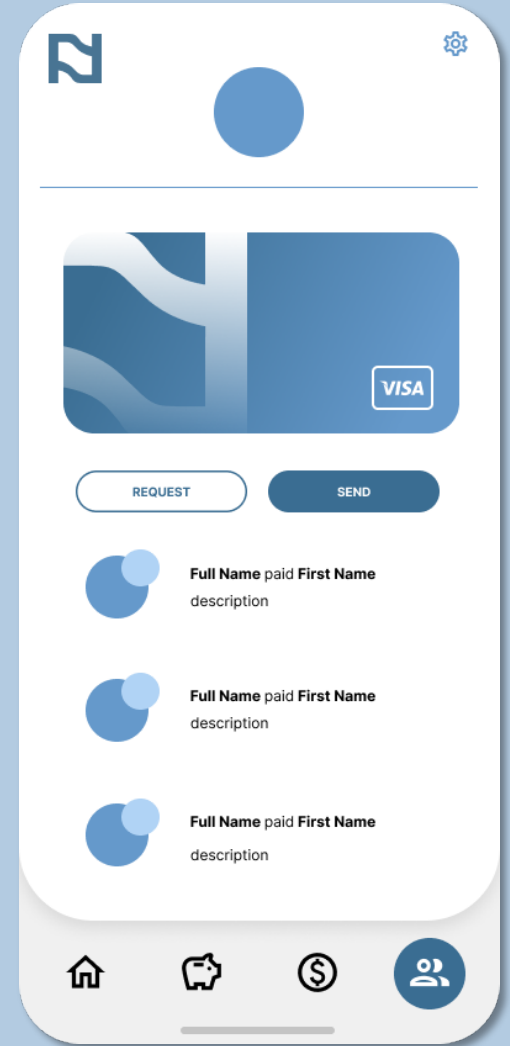 VISA
REQUEST
SEND
Full Name paid First Name
description
Full Name paid First Name
description
Full Name paid First Name
description